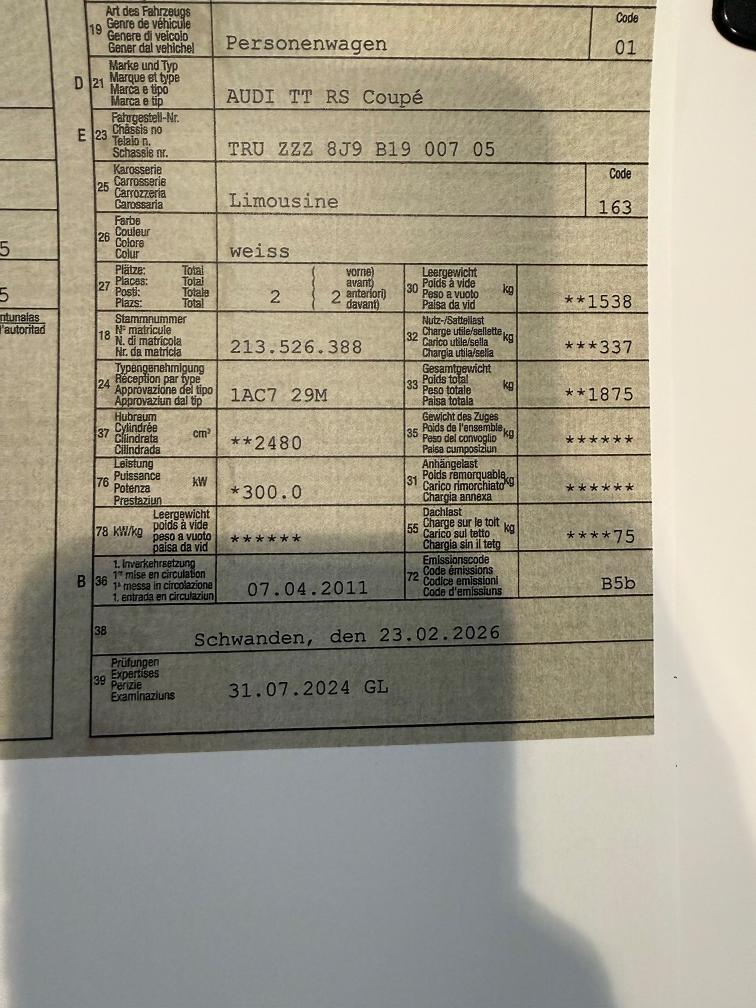 Art des Fahrzeugs
19 Genre de véhicule
Genere di veicolo
Gener dal vehichel
Personenwagen
Code
01
D 21 Marke und Typ
Marque et type
Marca e tipo
Marca e tip
AUDI TT RS Coupé
E 23 Fahrgestell-Nr.
Châssis no
Telaio n.
Schassie nr.
TRU ZZZ 8J9 B19 007 05
25 Karosserie
Carrosserie
Carrozzeria
Carossaria
Limousine
Code
163
26 Farbe
Couleur
Colore
Colur
weiss
5
27 Plätze: Total
Places: Total
Posti: Totale
Plazs: Total
2
( 2 vorne)
avant)
anteriori)
davant)
30 Leergewicht
Poids à vide kg
Peso a vuoto
Paisa da vid
**1538
5
18 Stammnummer
N° matricule
N. di matricola
Nr. da matricla
213.526.388
32 Nutz-/Sattellast
Charge utile/sellette kg
Carico utile/sella
Chargia utila/sella
***337
24 Typengenehmigung
Réception par type
Approvazione del tipo
Approvaziun dal tip
1AC7 29M
33 Gesamtgewicht
Poids total kg
Peso totale
Paisa totala
**1875
37 Hubraum
Cylindrée cm³
Cilindrata
Cilindrada
**2480
35 Gewicht des Zuges
Poids de l'ensemble kg
Peso del convoglio
Paisa cumposiziun
******
76 Leistung
Puissance kW
Potenza
Prestaziun
*300.0
31 Anhängelast
Poids remorquable kg
Carico rimorchiato
Chargia annexa
******
78 kW/kg Leergewicht
poids à vide
peso a vuoto
paisa da vid
******
55 Dachlast
Charge sur le toit kg
Carico sul tetto
Chargia sin il tetg
****75
B 36 1. Inverkehrsetzung
1re mise en circulation
1a messa in circolazione
1. entrada en circulaziun
07.04.2011
72 Emissionscode
Code émissions
Codice emissioni
Code d'emissiuns
B5b
38
Schwanden, den 23.02.2026
39 Prüfungen
Expertises
Perizie
Examinaziuns
31.07.2024 GL